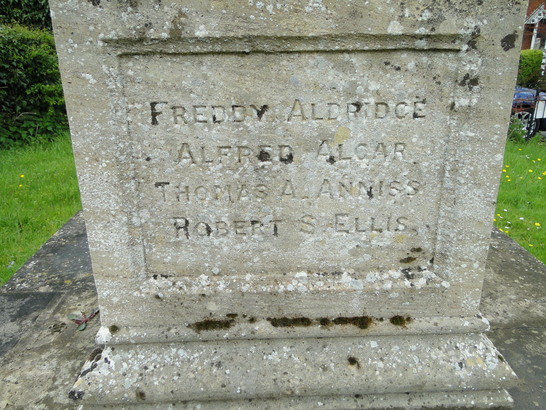 FREDDY ALDRIDGE
ALFRED ALGAR
THOMAS A. ANNISS
ROBERT S. ELLIS.